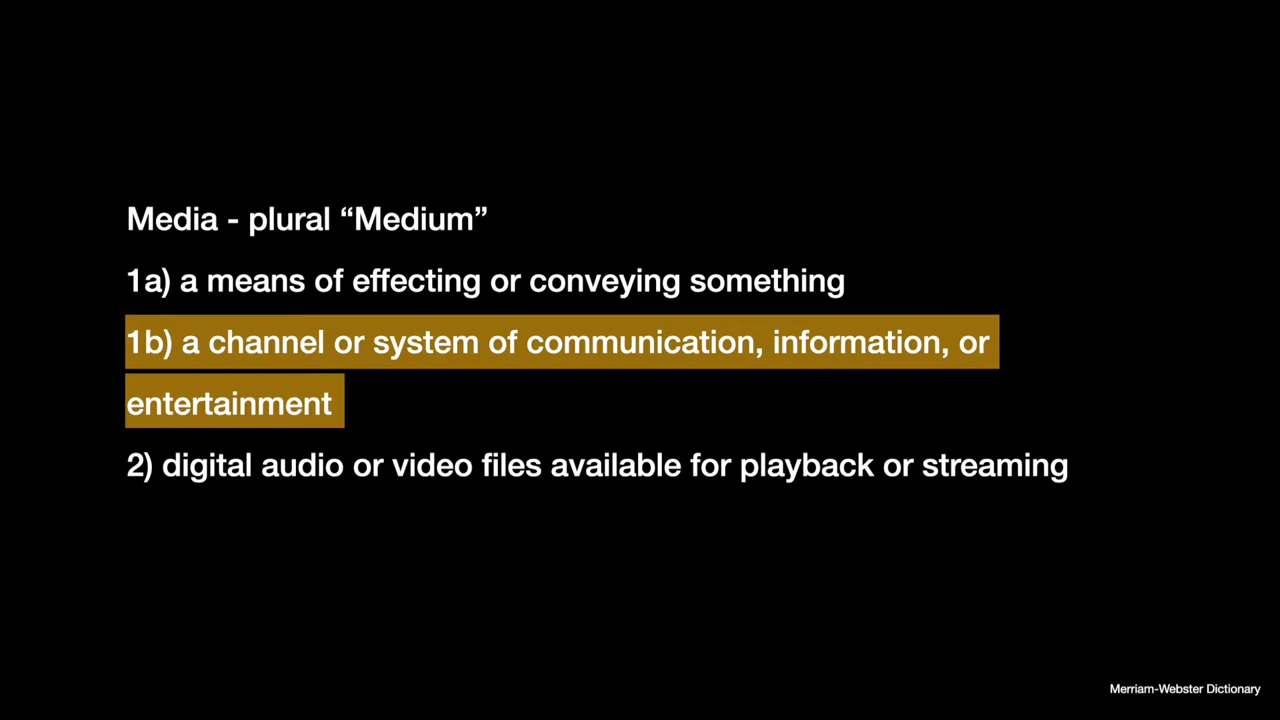 Media - plural “Medium”
1a) a means of effecting or conveying something
1b) a channel or system of communication, information, or
entertainment
2) digital audio or video files available for playback or streaming
Merriam-Webster Dictionary